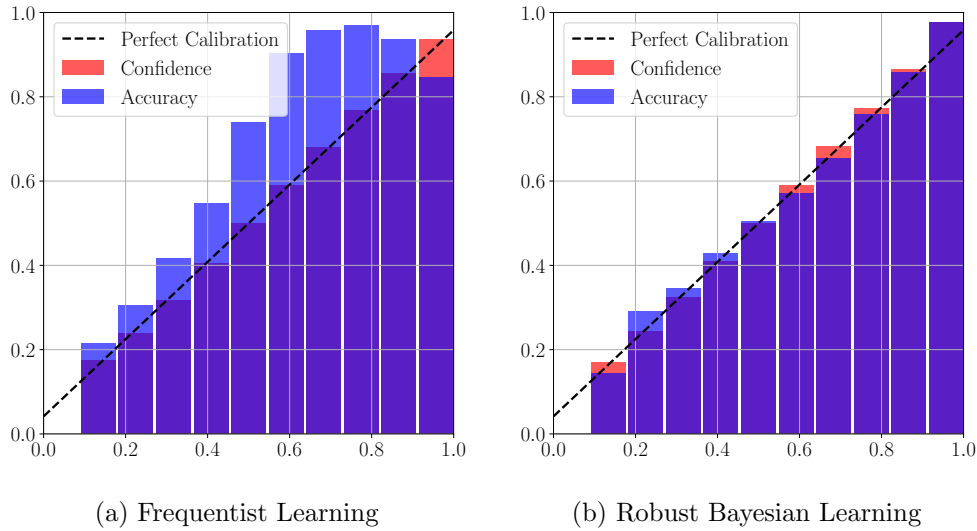 1.0
0.8
0.6
0.4
0.2
0.0
0.0 0.2 0.4 0.6 0.8 1.0
Perfect Calibration
Confidence
Accuracy
(a) Frequentist Learning
1.0
0.8
0.6
0.4
0.2
0.0
0.0 0.2 0.4 0.6 0.8 1.0
Perfect Calibration
Confidence
Accuracy
(b) Robust Bayesian Learning